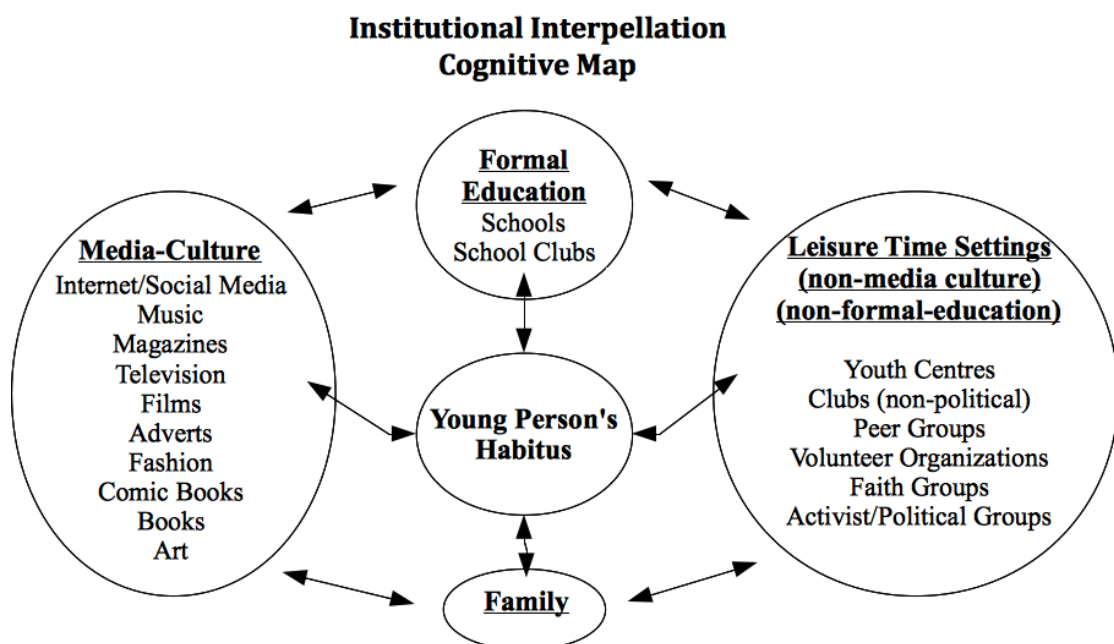 Institutional Interpellation
Cognitive Map
Formal
Education
Schools
School Clubs
Media-Culture
Internet/Social Media
Music
Magazines
Television
Films
Adverts
Fashion
Comic Books
Books
Art
Young Person's
Habitus
Leisure Time Settings
(non-media culture)
(non-formal-education)
Youth Centres
Clubs (non-political)
Peer Groups
Volunteer Organizations
Faith Groups
Activist/Political Groups
Family